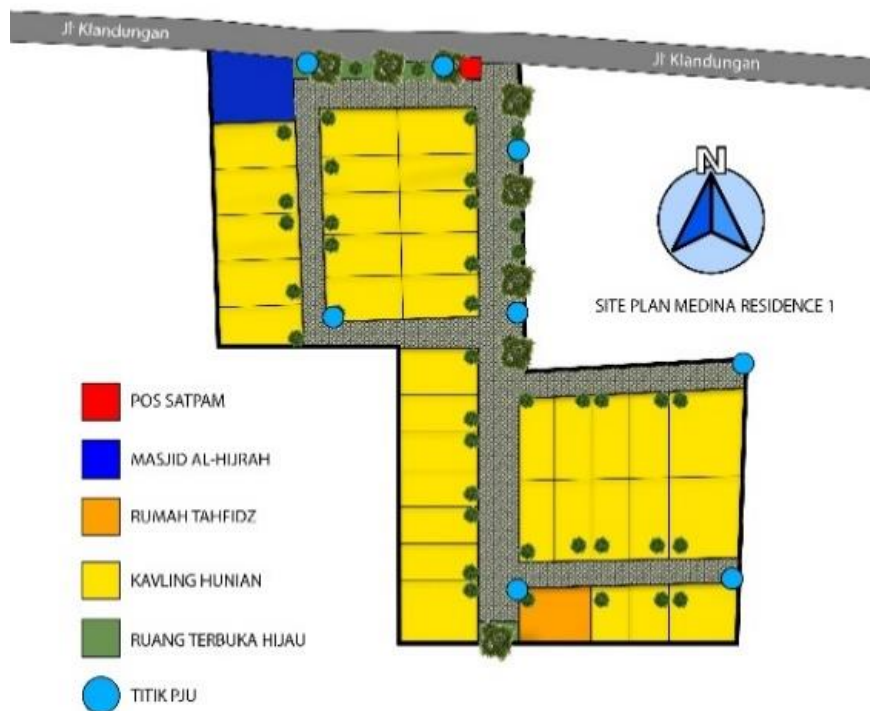 Jl Klandungan
Jl Klandungan
N
SITE PLAN MEDINA RESIDENCE 1
POS SATPAM
MASJID AL-HIJRAH
RUMAH TAHFIDZ
KAVLING HUNIAN
RUANG TERBUKA HIJAU
TITIK PJU